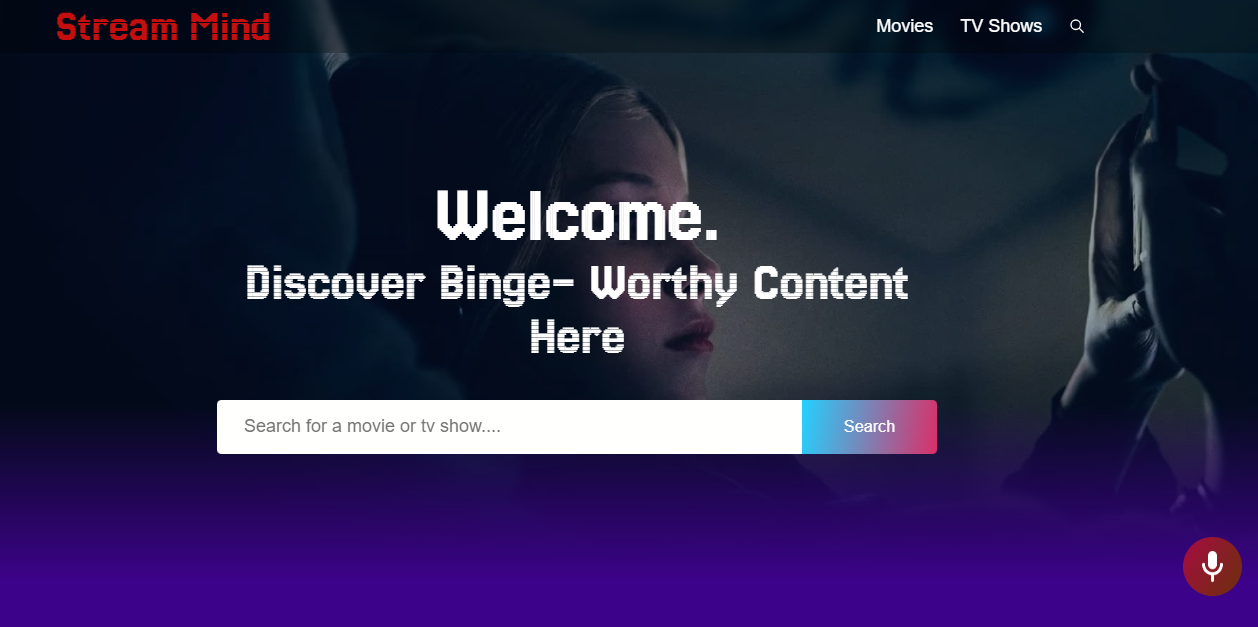 Stream Mind
Movies
TV Shows
Welcome.
Discover Binge- Worthy Content
Here
Search for a movie or tv show....
Search